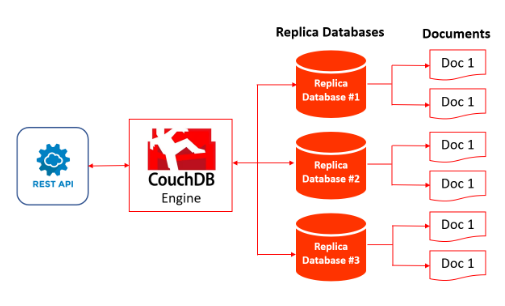 Replica Databases
Documents
Replica
Database #1
Doc 1
Doc 1
REST API
CouchDB
Engine
Replica
Database #2
Doc 1
Doc 1
Replica
Database #3
Doc 1
Doc 1